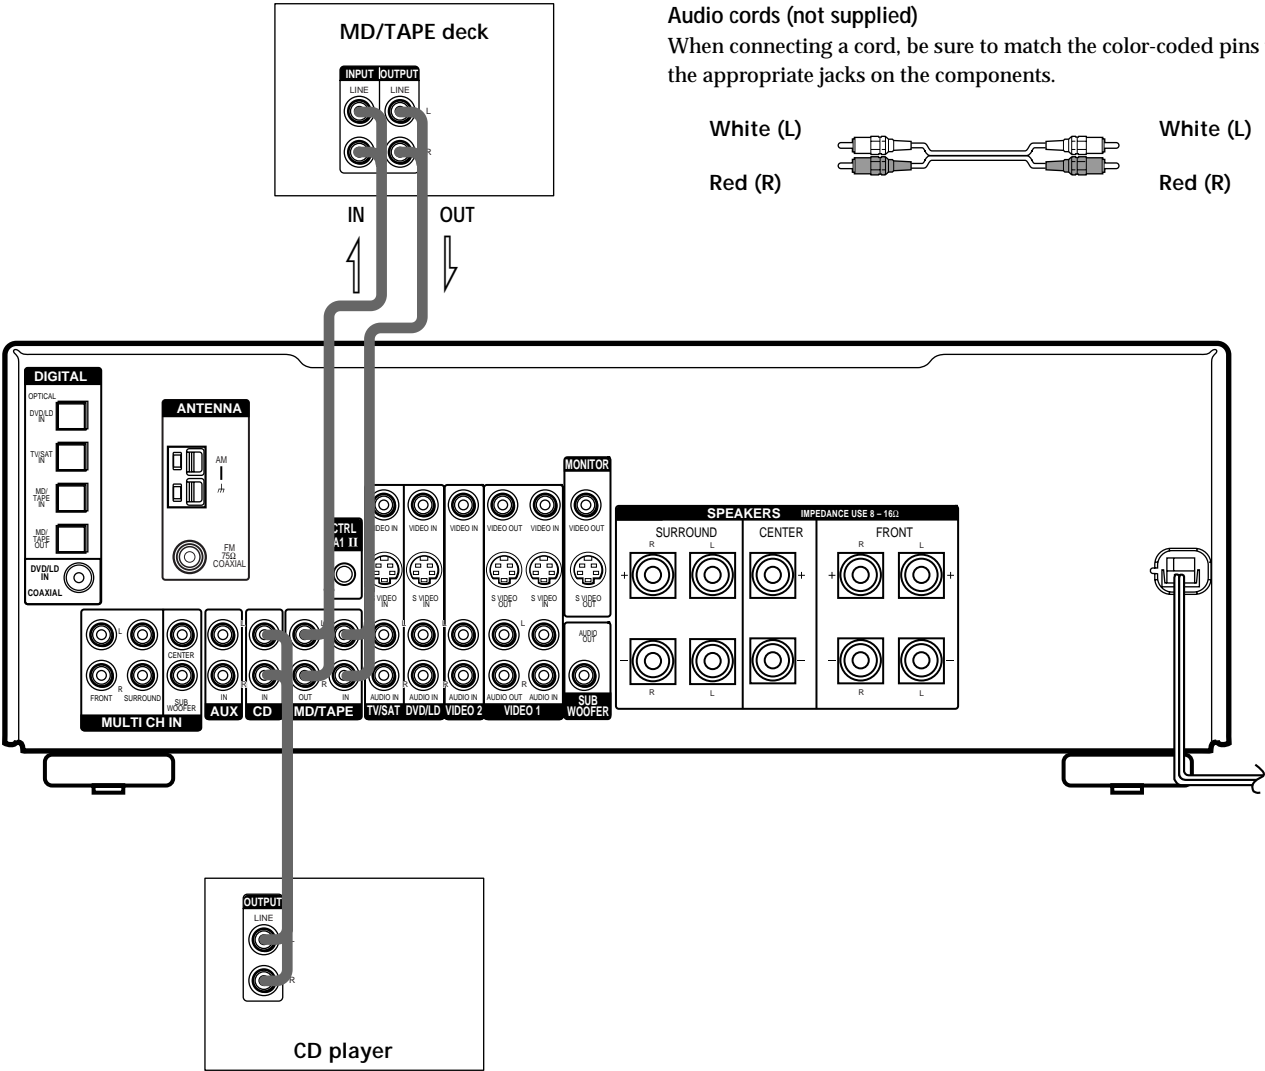 MD/TAPE deck
INPUT OUTPUT
LINE LINE
L
R
IN OUT
Audio cords (not supplied)
When connecting a cord, be sure to match the color-coded pins
the appropriate jacks on the components.
White (L) White (L)
Red (R) Red (R)
DIGITAL
OPTICAL
DVD/LD
IN
TV/SAT
IN
MD/
TAPE
IN
MD/
TAPE
OUT
DVD/LD
IN
COAXIAL
ANTENNA
AM
FM
75Ω
COAXIAL
CTRL
A1 II
MONITOR
VIDEO IN VIDEO IN VIDEO OUT VIDEO IN VIDEO OUT
IDEO IN
VIDEO
IN
S VIDEO
IN
S VIDEO
OUT
S VIDEO
IN
S VIDEO
OUT
SPEAKERS IMPEDANCE USE 8 – 16Ω
SURROUND CENTER FRONT
R L R L
+ + + +
– – – –
R L R L
L L L L L L
CENTER
R R R R R
FRONT SURROUND
SUB
WOOFER
MULTI CH IN
IN
AUX
IN
CD
OUT IN
MD/TAPE
AUDIO IN
TV/SAT
AUDIO IN
DVD/LD
AUDIO IN
VIDEO 2
AUDIO OUT AUDIO IN
VIDEO 1
AUDIO
OUT
SUB
WOOFER
OUTPUT
LINE
L
R
CD player